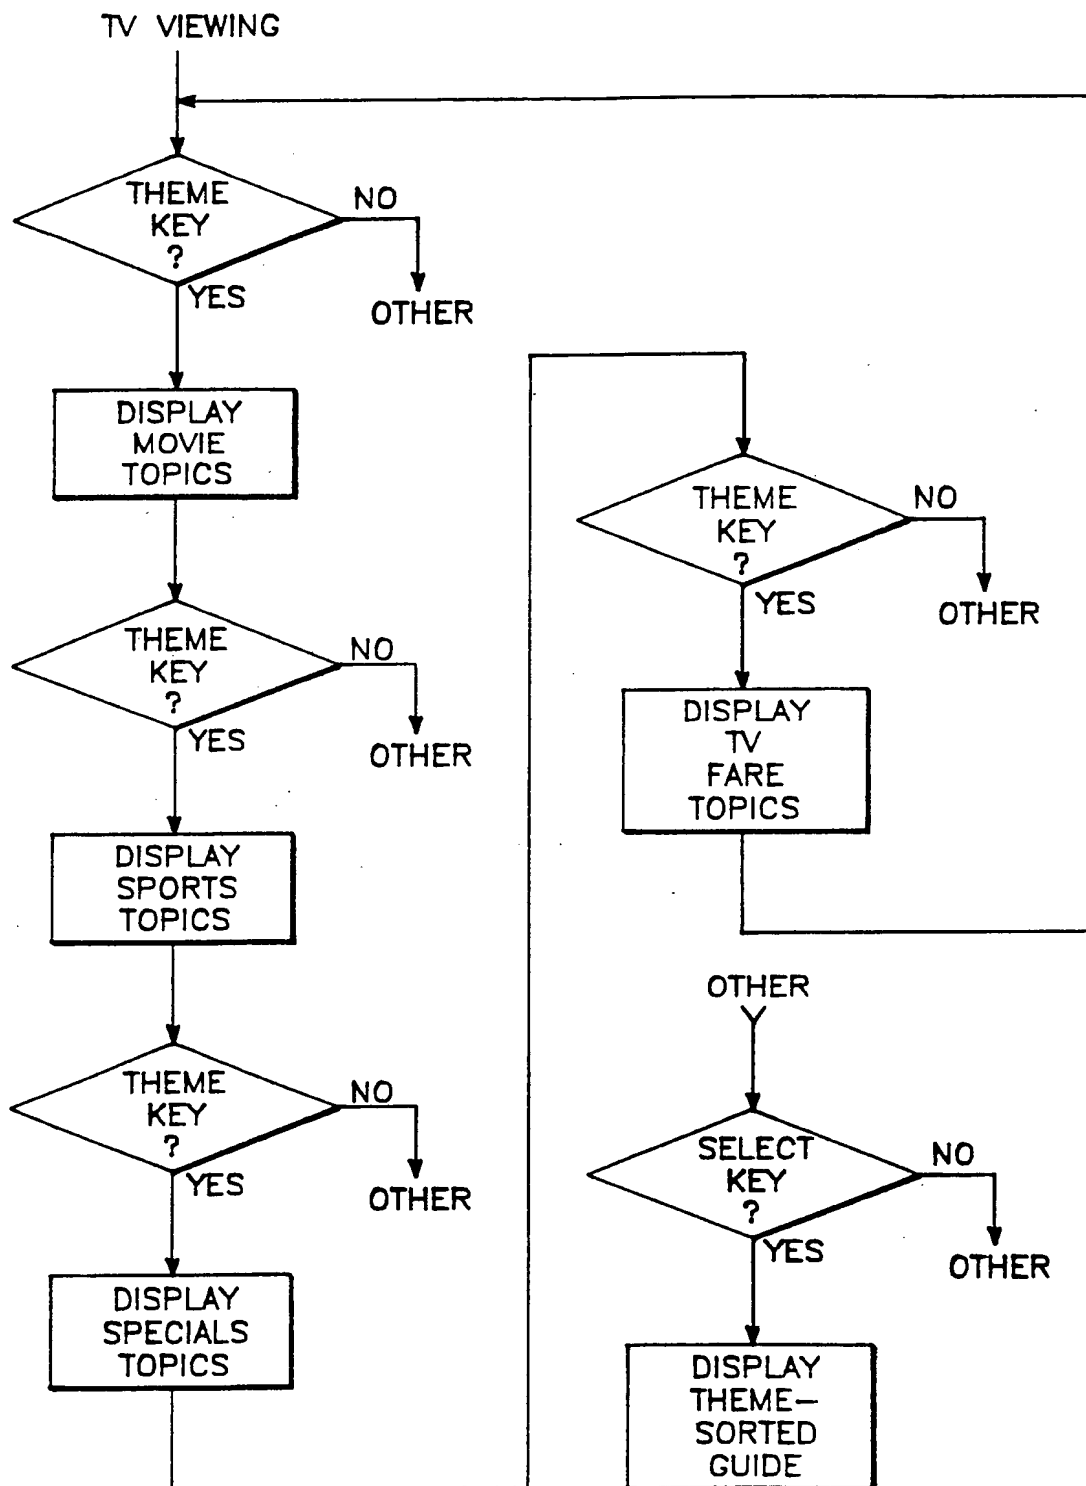 TV VIEWING
THEME
KEY
?
NO
YES
OTHER
DISPLAY
MOVIE
TOPICS
THEME
KEY
?
NO
YES
OTHER
DISPLAY
SPORTS
TOPICS
THEME
KEY
?
NO
YES
OTHER
DISPLAY
SPECIALS
TOPICS
THEME
KEY
?
NO
YES
OTHER
DISPLAY
TV
FARE
TOPICS
OTHER
SELECT
KEY
?
NO
YES
OTHER
DISPLAY
THEME-
SORTED
GUIDE